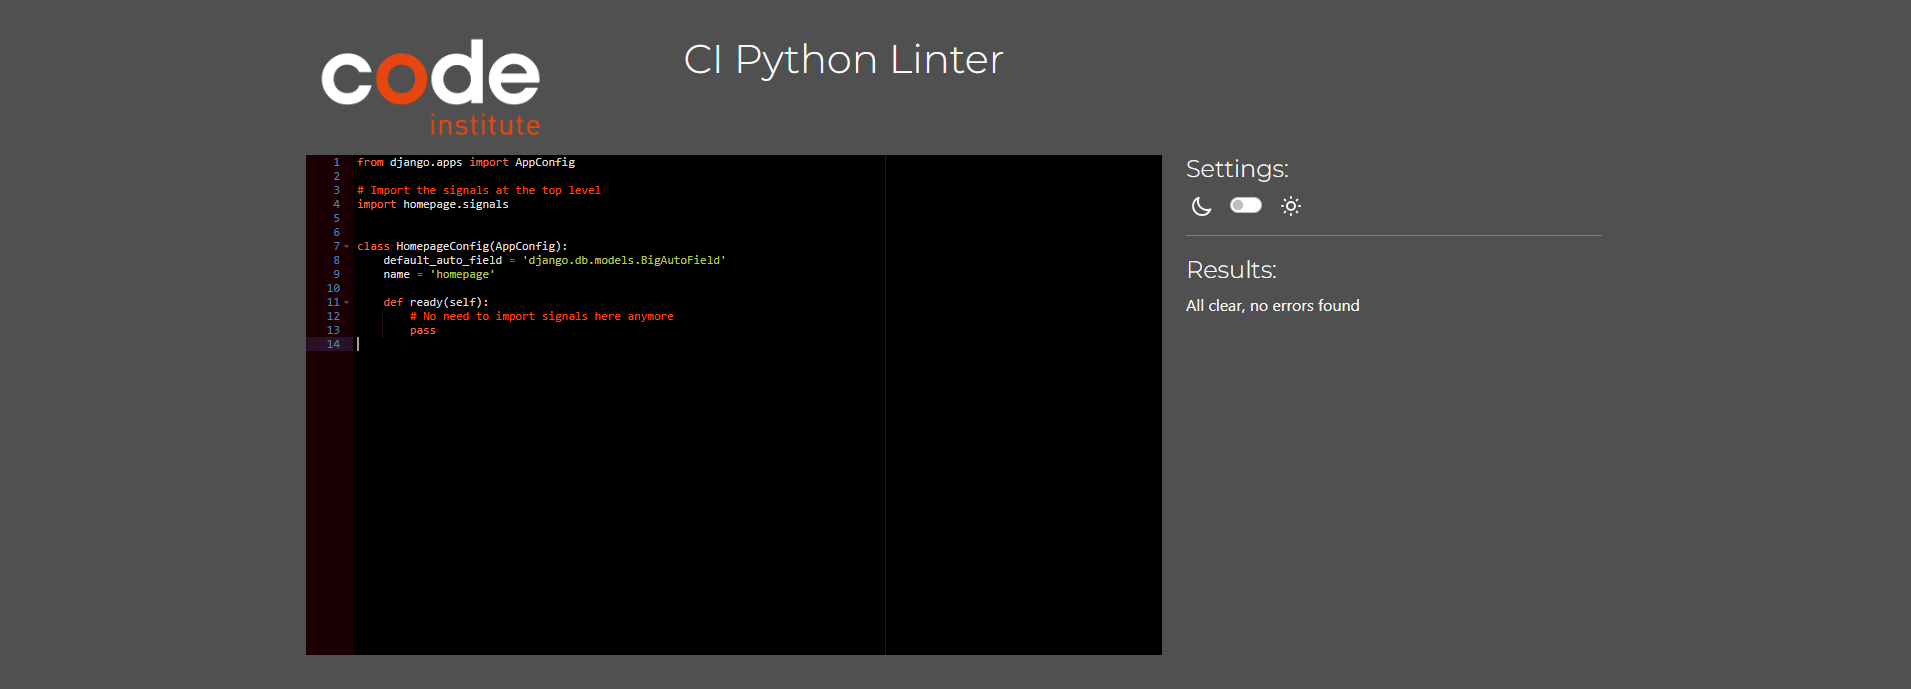 code
institute
CI Python Linter
1 from django.apps import AppConfig
2
3 # Import the signals at the top level
4 import homepage.signals
5
6
7 class HomepageConfig(AppConfig):
8     default_auto_field = 'django.db.models.BigAutoField'
9     name = 'homepage'
10
11     def ready(self):
12         # No need to import signals here anymore
13         pass
14
Settings:
Results:
All clear, no errors found